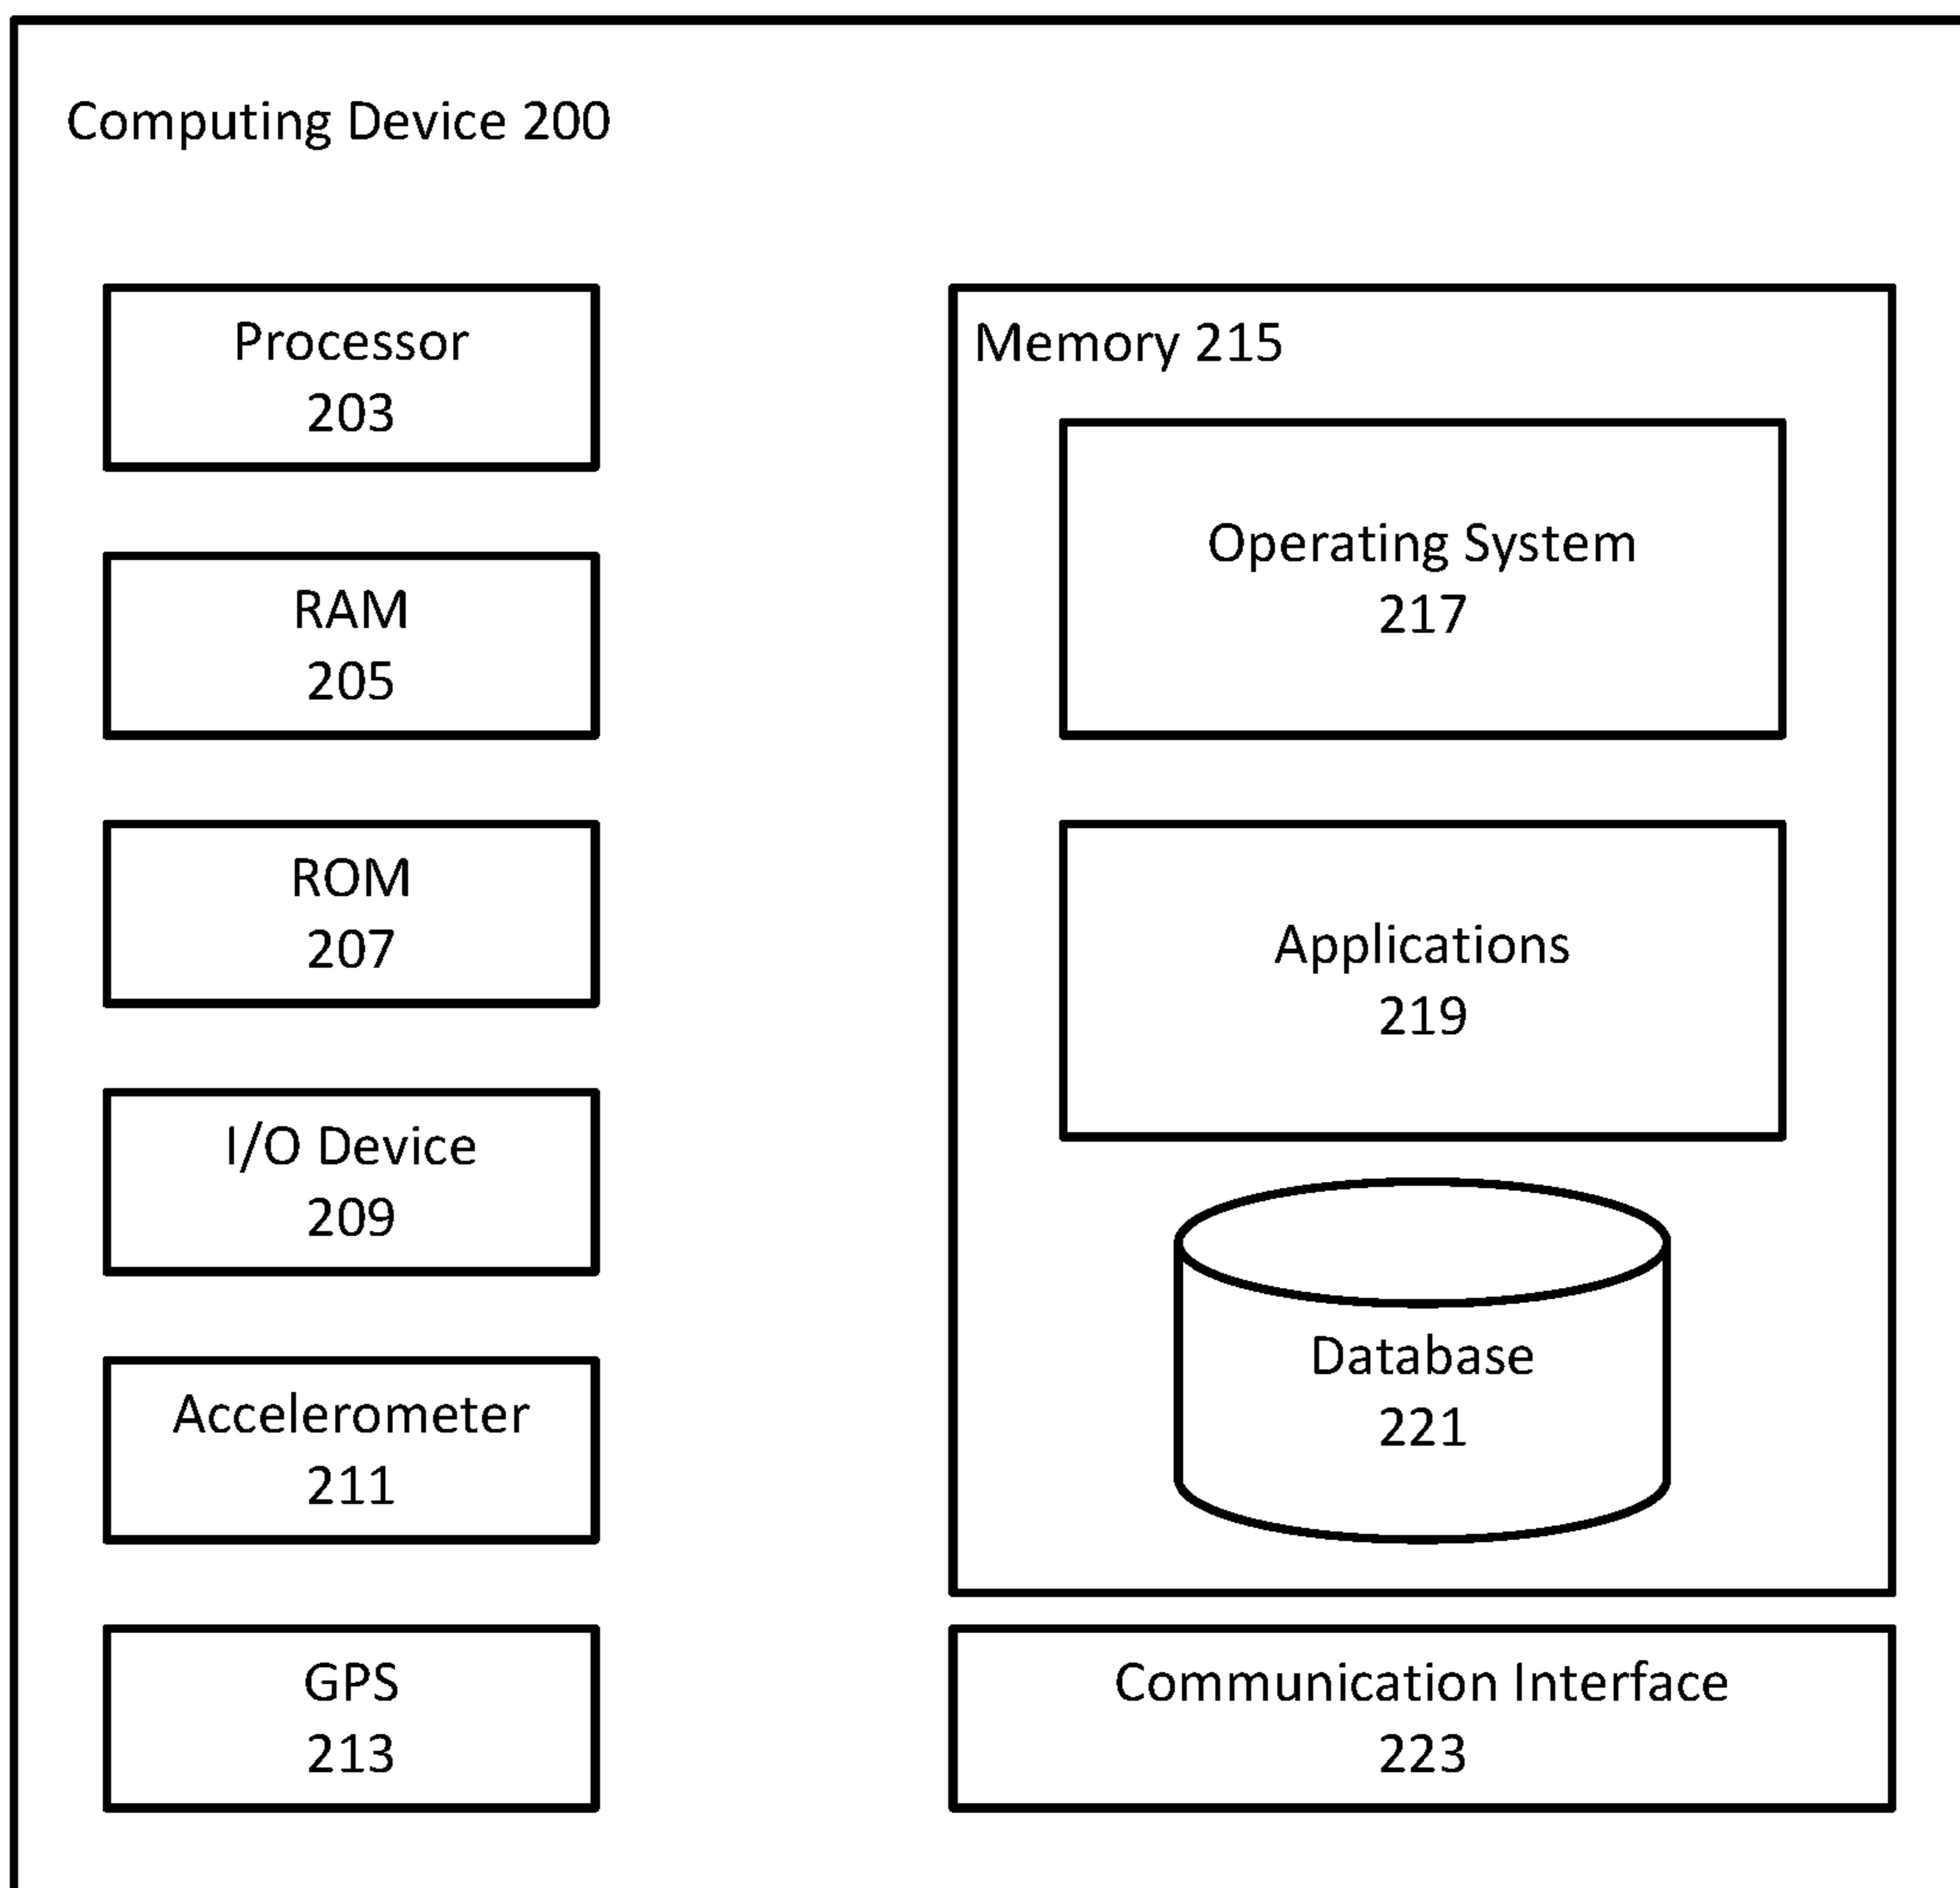 Computing Device 200
Processor
203
RAM
205
ROM
207
I/O Device
209
Accelerometer
211
GPS
213
Memory 215
Operating System
217
Applications
219
Database
221
Communication Interface
223